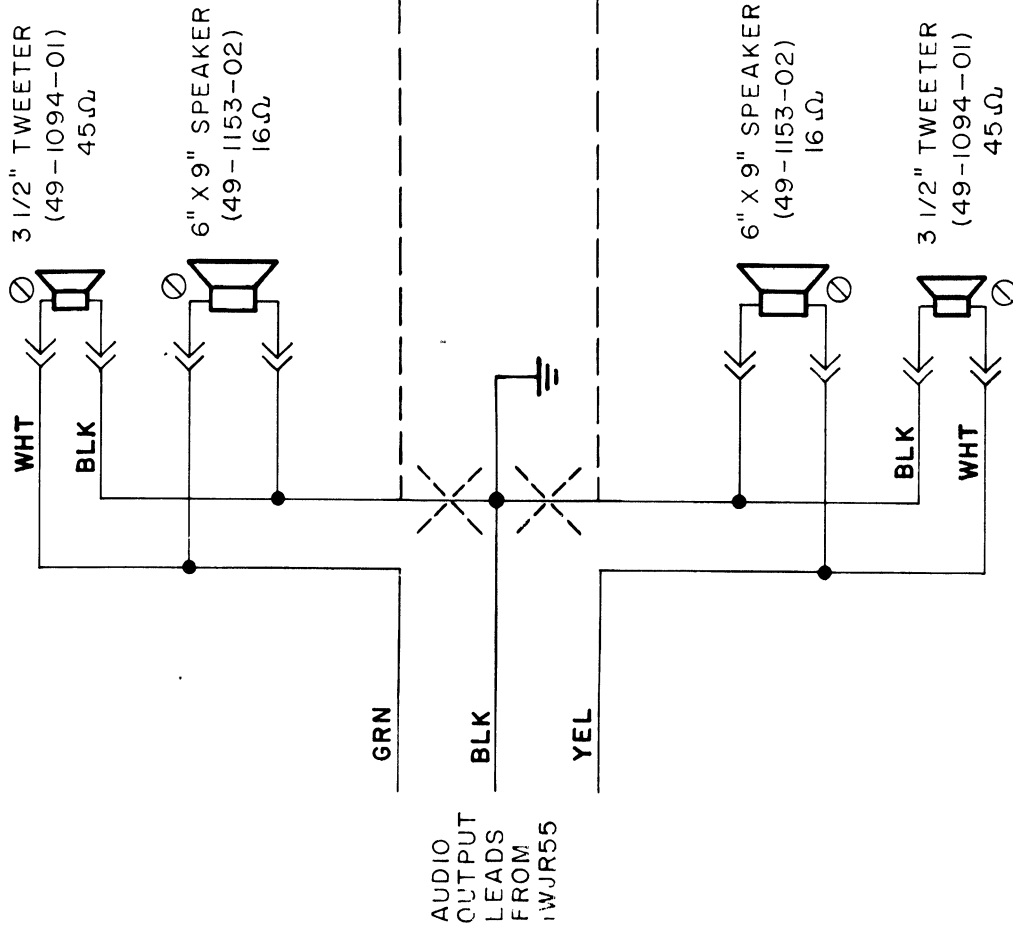 3 1/2" TWEETER
(49-1094-01)
45Ω
6" X 9" SPEAKER
(49-1153-02)
16Ω
6" X 9" SPEAKER
(49-1153-02)
16Ω
3 1/2" TWEETER
(49-1094-01)
45Ω
WHT
BLK
BLK
WHT
GRN
BLK
YEL
AUDIO
OUTPUT
LEADS
FROM
1WJR55